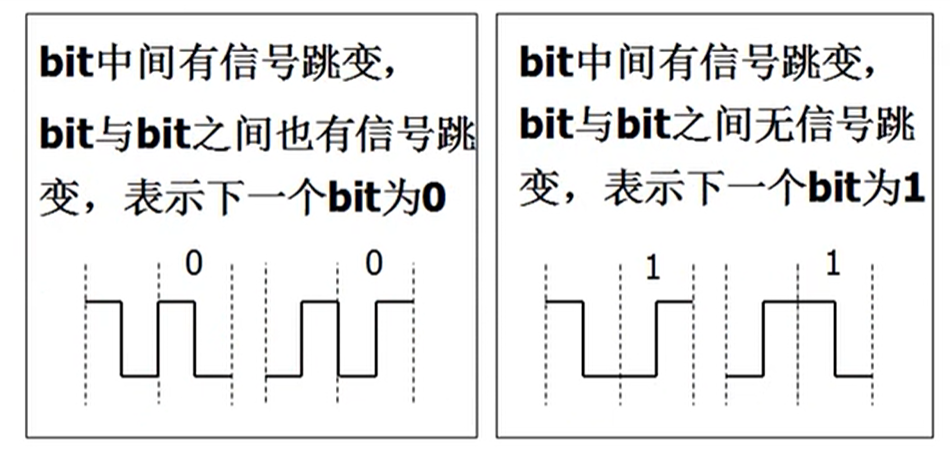 bit中间有信号跳变，
bit与bit之间也有信号跳
变，表示下一个bit为0
0 0
bit中间有信号跳变，
bit与bit之间无信号跳
变，表示下一个bit为1
1 1